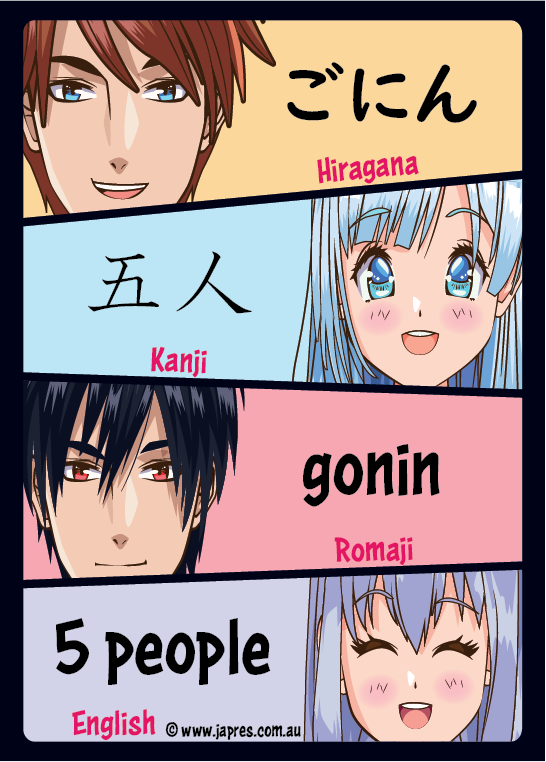 ごにん
Hiragana
五人
Kanji
gonin
Romaji
5 people
English © www.japres.com.au